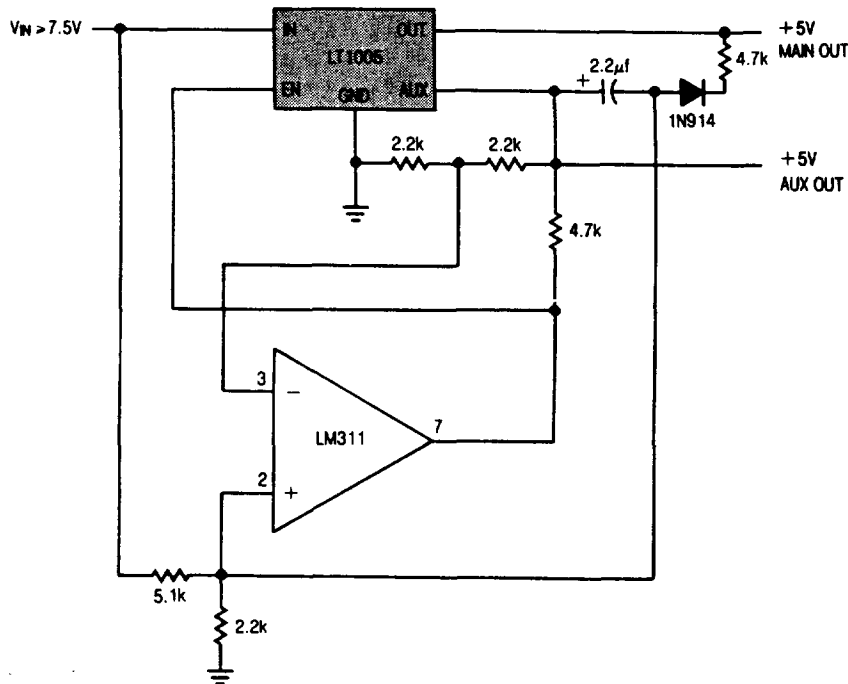 VIN > 7.5V
IN
OUT
LT1005
EN
GND
AUX
+5V
MAIN OUT
4.7k
+
2.2µf
1N914
2.2k
2.2k
+5V
AUX OUT
4.7k
3
−
LM311
7
2
+
5.1k
2.2k